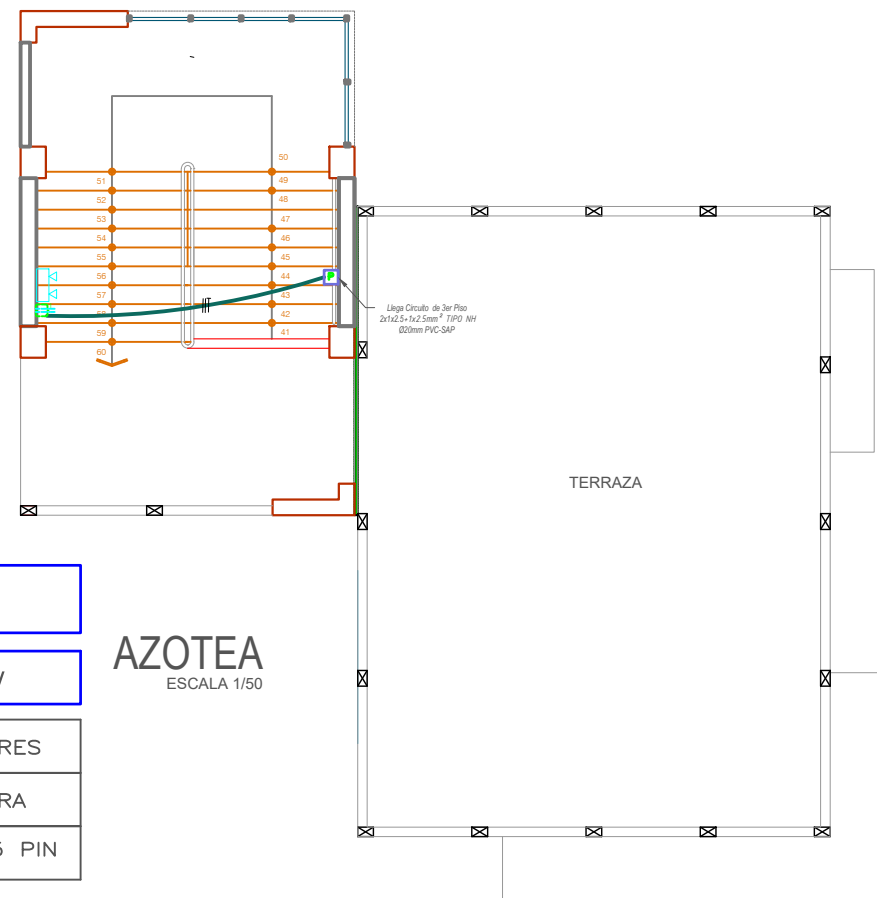 50
51
49
52
48
53
47
54
46
55
45
56
44
P
57
43
58
42
59
41
60
Llega Circuito de 3er Piso
2x1x2.5+1x2.5mm² TIPO NH
Ø20mm PVC-SAP
TERRAZA
AZOTEA
ESCALA 1/50
RES
RA
PIN